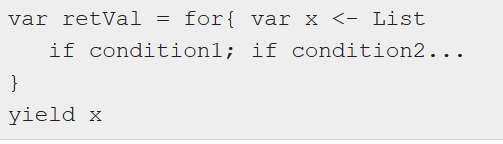 var retVal = for{ var x <- List
if condition1; if condition2...
}
yield x